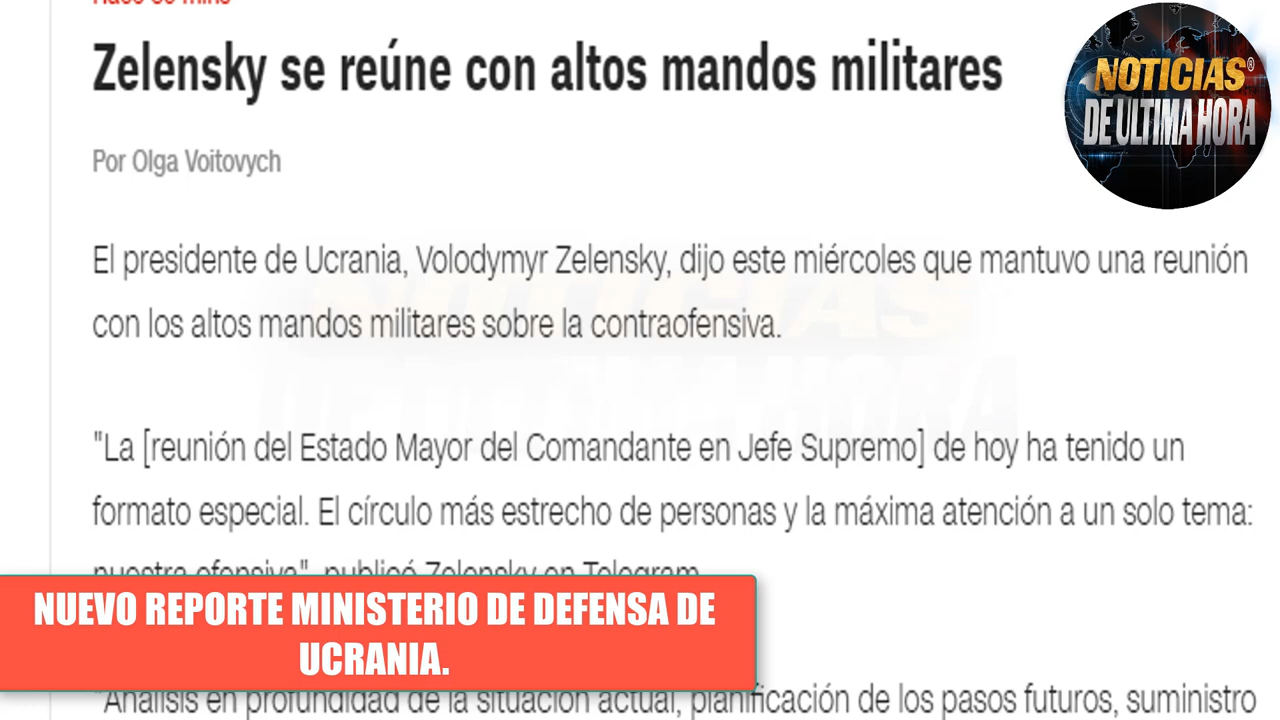 Hace 30 mins
Zelensky se reúne con altos mandos militares
NOTICIAS®
DE ULTIMA HORA
Por Olga Voitovych
El presidente de Ucrania, Volodymyr Zelensky, dijo este miércoles que mantuvo una reunión
con los altos mandos militares sobre la contraofensiva.
"La [reunión del Estado Mayor del Comandante en Jefe Supremo] de hoy ha tenido un
formato especial. El círculo más estrecho de personas y la máxima atención a un solo tema:
nuestra ofensiva", publicó Zelensky en Telegram.
NUEVO REPORTE MINISTERIO DE DEFENSA DE
UCRANIA.
"Análisis en profundidad de la situación actual, planificación de los pasos futuros, suministro